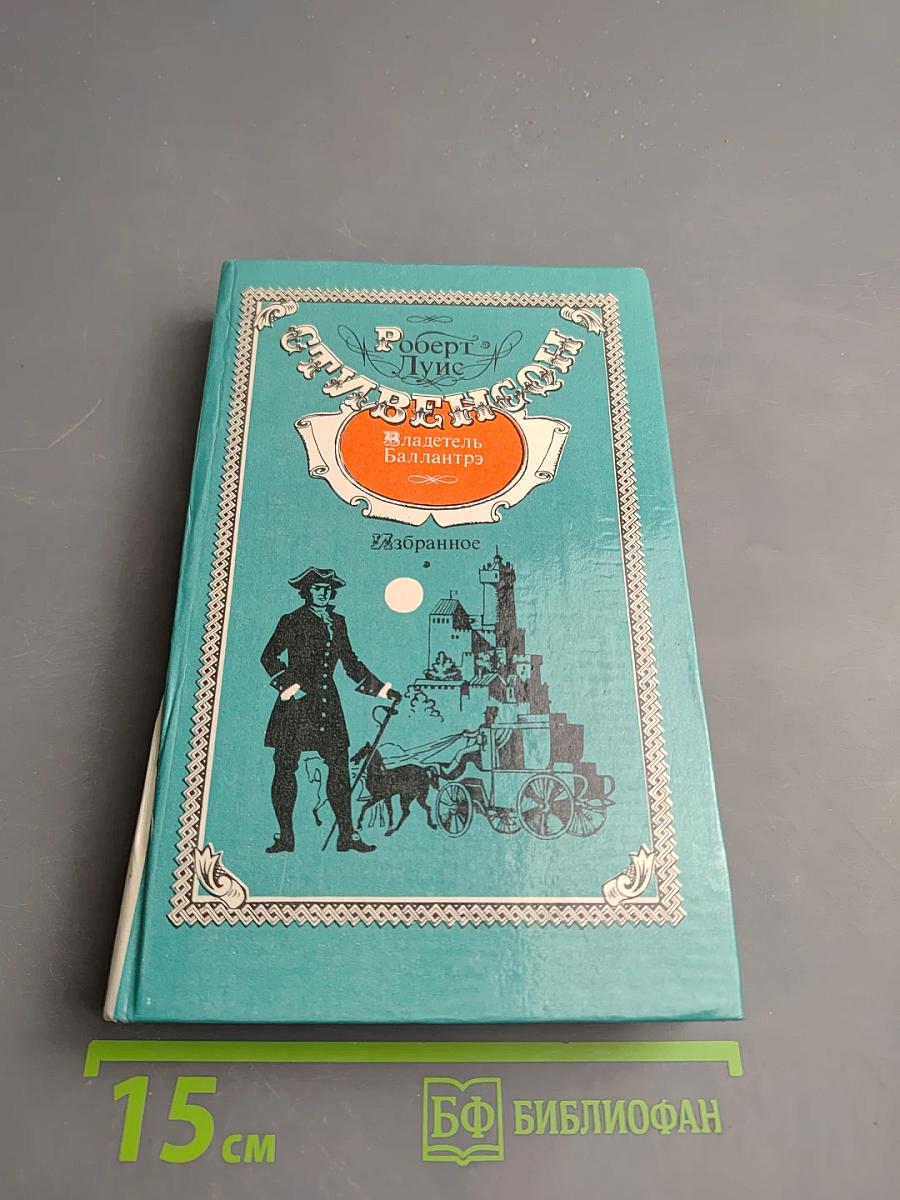 Роберт
Луис
СТИВЕНСОН
Владетель
Баллантрэ
Избранное
15 см
БФ БИБЛИОФАН